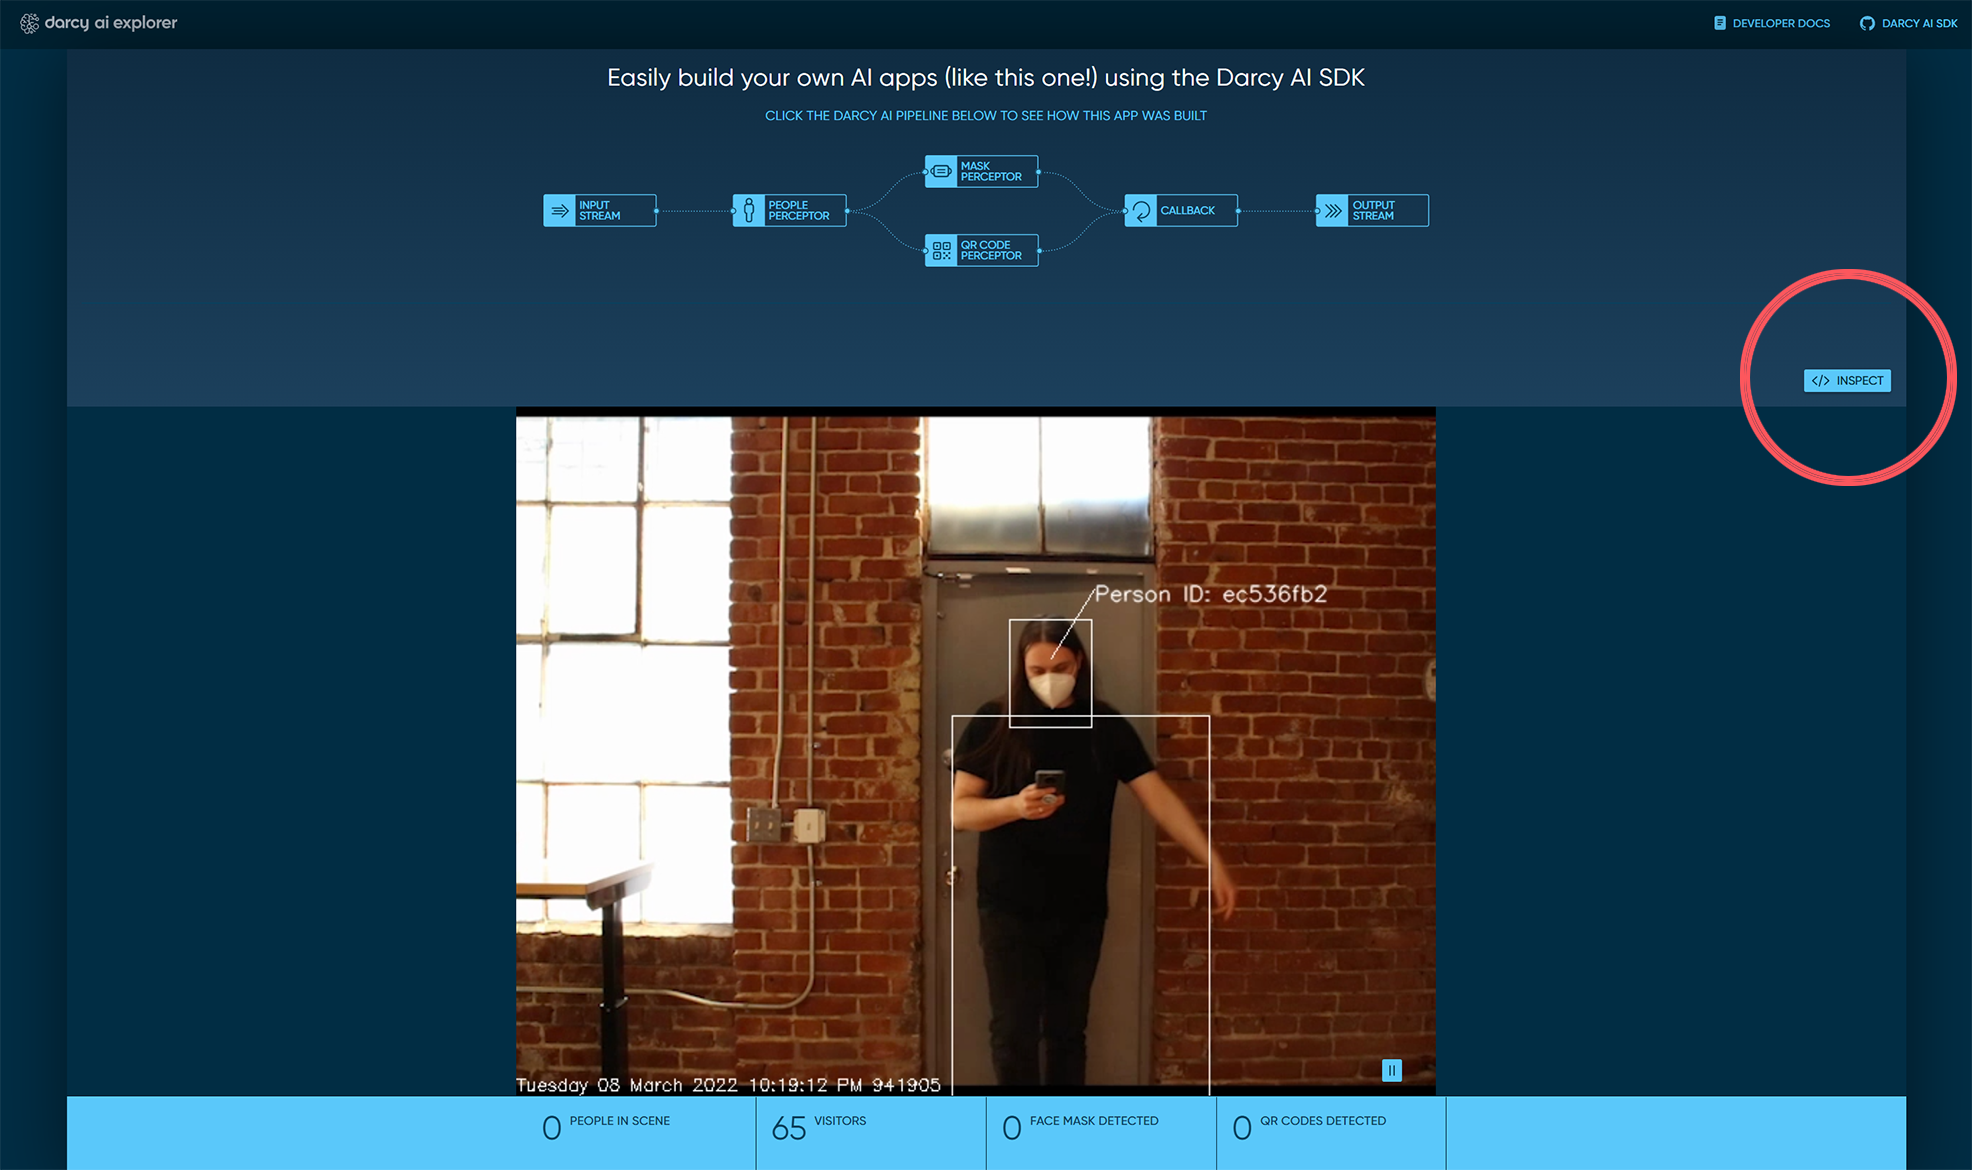 darcy ai explorer
DEVELOPER DOCS
DARCY AI SDK
Easily build your own AI apps (like this one!) using the Darcy AI SDK
CLICK THE DARCY AI PIPELINE BELOW TO SEE HOW THIS APP WAS BUILT
INPUT
STREAM
PEOPLE
PERCEPTOR
MASK
PERCEPTOR
QR CODE
PERCEPTOR
CALLBACK
OUTPUT
STREAM
</> INSPECT
Person ID: ec536fb2
Tuesday 08 March 2022 10:19:12 PM 941905
0 PEOPLE IN SCENE
65 VISITORS
0 FACE MASK DETECTED
0 QR CODES DETECTED